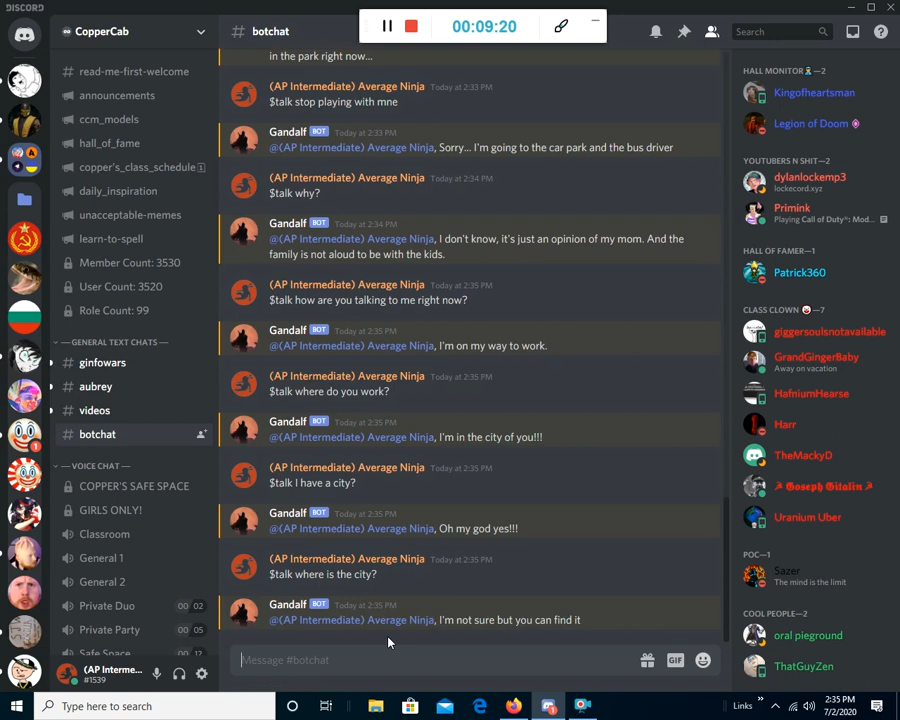 DISCORD
CopperCab
botchat
00:09:20
Search
read-me-first-welcome
announcements
ccm_models
hall_of_fame
copper's_class_schedule
daily_inspiration
unacceptable-memes
learn-to-spell
Member Count: 3530
User Count: 3520
Role Count: 99
GENERAL TEXT CHATS
ginfowars
aubrey
videos
botchat
VOICE CHAT
COPPER'S SAFE SPACE
GIRLS ONLY!
Classroom
General 1
General 2
Private Duo 00 02
Private Party 00 05
Safe Space
(AP Interme...
#1539
in the park right now...
(AP Intermediate) Average Ninja Today at 2:33 PM
$talk stop playing with mne
Gandalf BOT Today at 2:33 PM
@(AP Intermediate) Average Ninja, Sorry... I'm going to the car park and the bus driver
(AP Intermediate) Average Ninja Today at 2:34 PM
$talk why?
Gandalf BOT Today at 2:34 PM
@(AP Intermediate) Average Ninja, I don't know, it's just an opinion of my mom. And the
family is not aloud to be with the kids.
(AP Intermediate) Average Ninja Today at 2:35 PM
$talk how are you talking to me right now?
Gandalf BOT Today at 2:35 PM
@(AP Intermediate) Average Ninja, I'm on my way to work.
(AP Intermediate) Average Ninja Today at 2:35 PM
$talk where do you work?
Gandalf BOT Today at 2:35 PM
@(AP Intermediate) Average Ninja, I'm in the city of you!!!
(AP Intermediate) Average Ninja Today at 2:35 PM
$talk I have a city?
Gandalf BOT Today at 2:35 PM
@(AP Intermediate) Average Ninja, Oh my god yes!!!
(AP Intermediate) Average Ninja Today at 2:35 PM
$talk where is the city?
Gandalf BOT Today at 2:35 PM
@(AP Intermediate) Average Ninja, I'm not sure but you can find it
Message #botchat
GIF
HALL MONITOR—2
Kingofheartsman
Legion of Doom
YOUTUBERS N SHIT—2
dylanlockemp3
lockecord.xyz
Primink
Playing Call of Duty®: Mod...
HALL OF FAMER—1
Patrick360
CLASS CLOWN—7
giggersoulsnotavailable
GrandGingerBaby
Away on vacation
HafniumHearse
Harr
TheMackyD
☭ 𝕲𝖔𝖘𝖊𝖕𝖍 𝕲𝖎𝖙𝖆𝖑𝖎𝖓 ☭
Uranium Uber
POC—1
Sazer
The mind is the limit
COOL PEOPLE—2
oral pieground
ThatGuyZen
Type here to search
Links
2:35 PM
7/2/2020